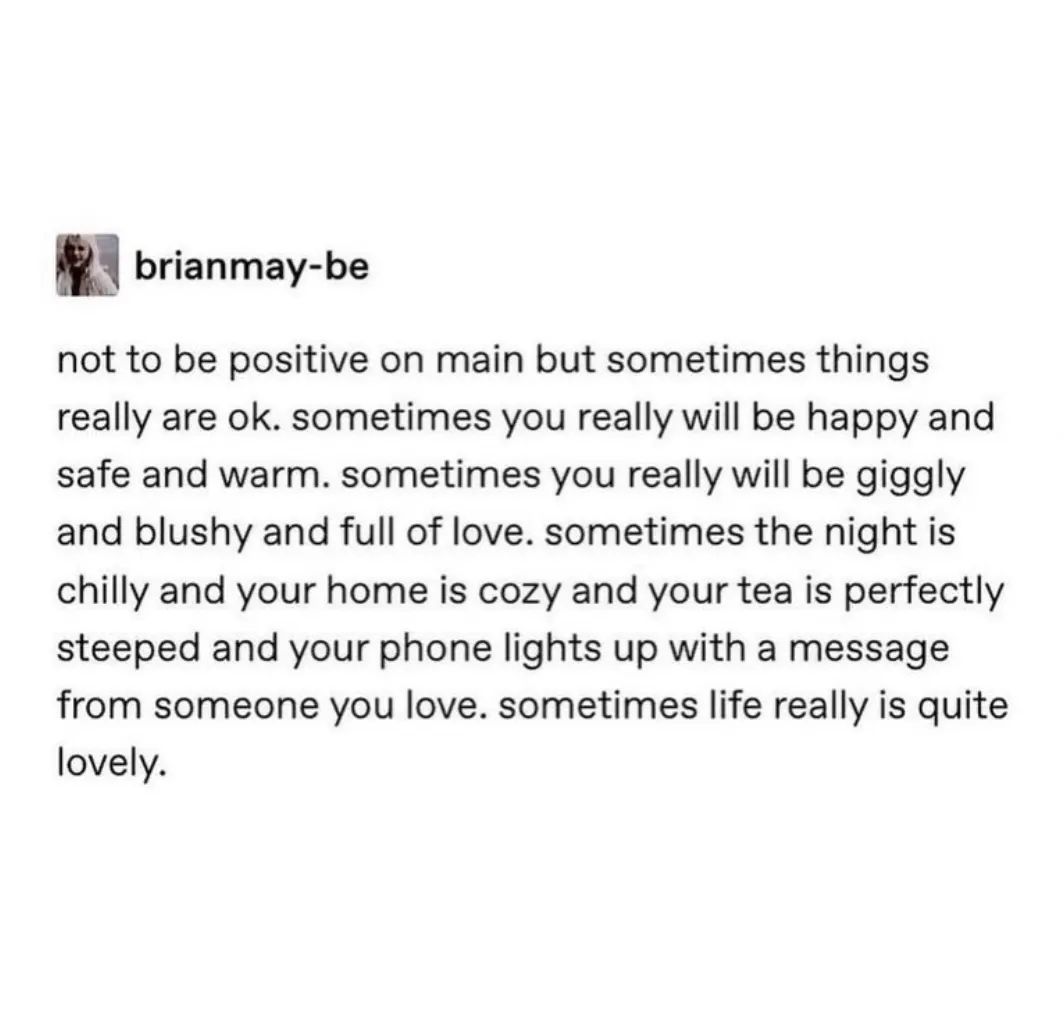 brianmay-be
not to be positive on main but sometimes things
really are ok. sometimes you really will be happy and
safe and warm. sometimes you really will be giggly
and blushy and full of love. sometimes the night is
chilly and your home is cozy and your tea is perfectly
steeped and your phone lights up with a message
from someone you love. sometimes life really is quite
lovely.